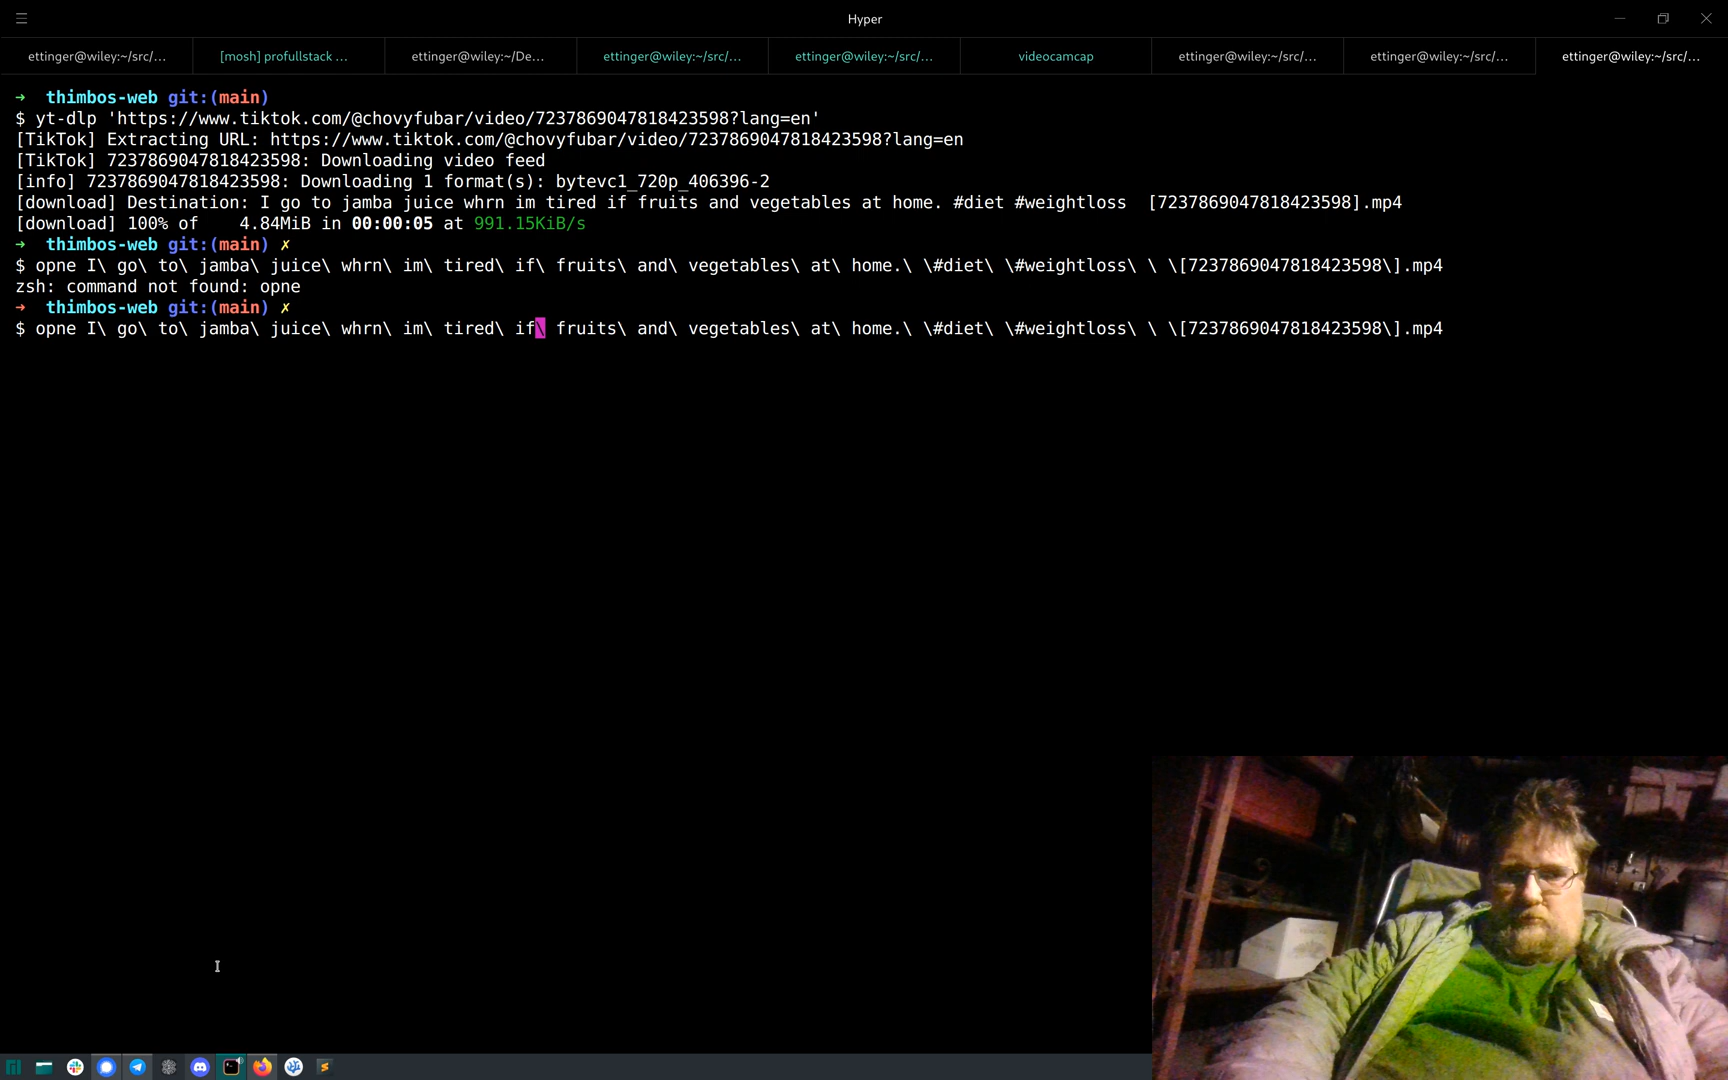 Hyper
ettinger@wiley:~/src/... [mosh] profullstack ... ettinger@wiley:~/De... ettinger@wiley:~/src/... ettinger@wiley:~/src/... videocamcap ettinger@wiley:~/src/... ettinger@wiley:~/src/... ettinger@wiley:~/src/...
→ thimbos-web git:(main)
$ yt-dlp 'https://www.tiktok.com/@chovyfubar/video/7237869047818423598?lang=en'
[TikTok] Extracting URL: https://www.tiktok.com/@chovyfubar/video/7237869047818423598?lang=en
[TikTok] 7237869047818423598: Downloading video feed
[info] 7237869047818423598: Downloading 1 format(s): bytevc1_720p_406396-2
[download] Destination: I go to jamba juice whrn im tired if fruits and vegetables at home. #diet #weightloss  [7237869047818423598].mp4
[download] 100% of    4.84MiB in 00:00:05 at 991.15KiB/s
→ thimbos-web git:(main) ✗
$ opne I\ go\ to\ jamba\ juice\ whrn\ im\ tired\ if\ fruits\ and\ vegetables\ at\ home.\ \#diet\ \#weightloss\ \ \[7237869047818423598\].mp4
zsh: command not found: opne
→ thimbos-web git:(main) ✗
$ opne I\ go\ to\ jamba\ juice\ whrn\ im\ tired\ if\ fruits\ and\ vegetables\ at\ home.\ \#diet\ \#weightloss\ \ \[7237869047818423598\].mp4